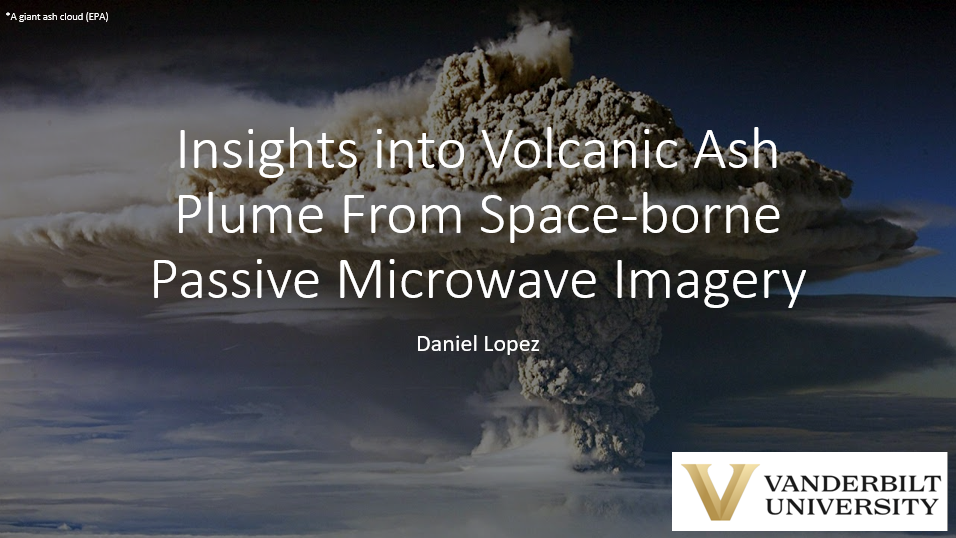 *A giant ash cloud (EPA)
Insights into Volcanic Ash
Plume From Space-borne
Passive Microwave Imagery
Daniel Lopez
VANDERBILT
UNIVERSITY